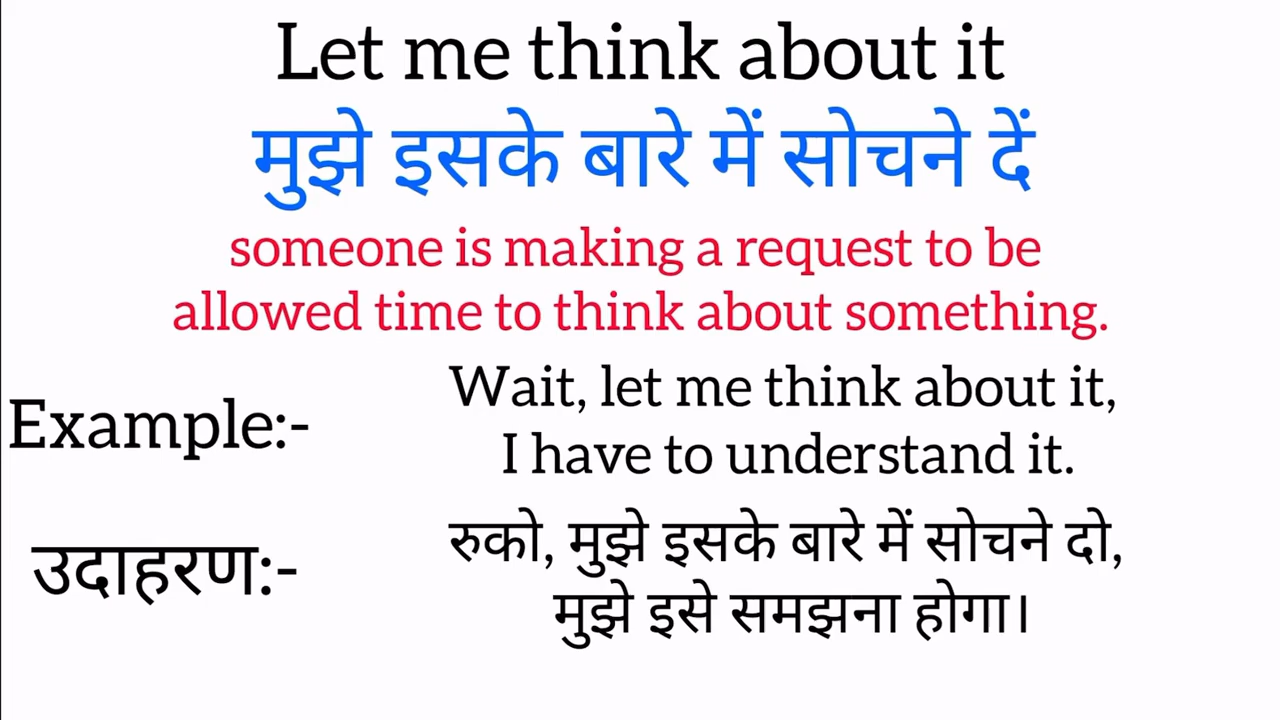 Let me think about it
मुझे इसके बारे में सोचने दें
someone is making a request to be
allowed time to think about something.
Example:-
Wait, let me think about it,
I have to understand it.
उदाहरण:-
रुको, मुझे इसके बारे में सोचने दो,
मुझे इसे समझना होगा।